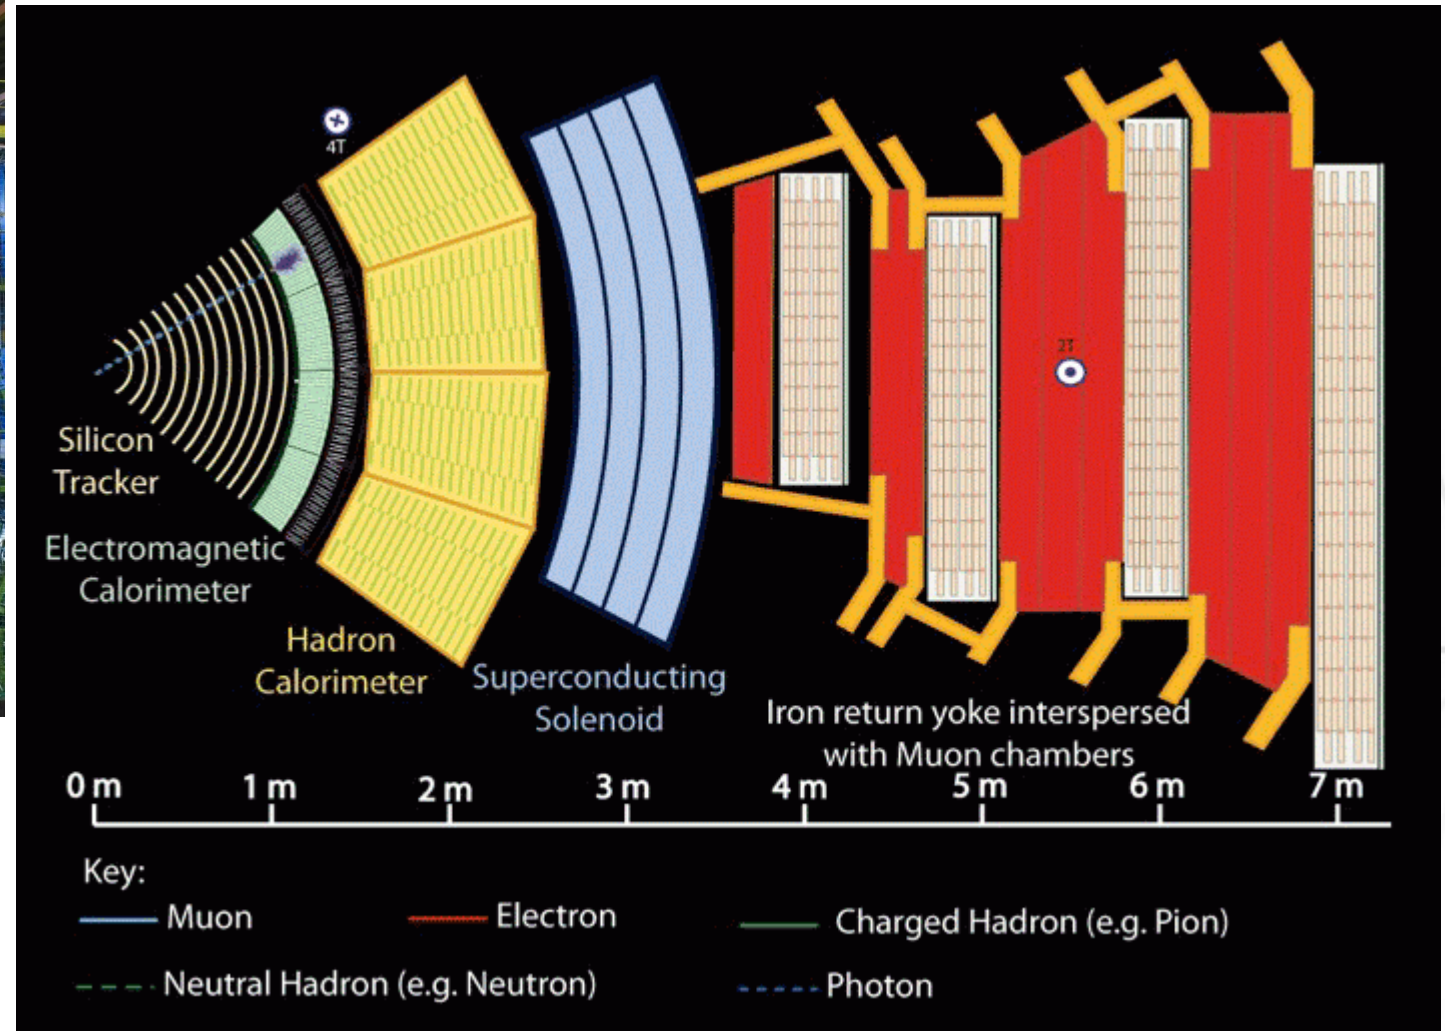 4T
2T
Silicon
Tracker
Electromagnetic
Calorimeter
Hadron
Calorimeter
Superconducting
Solenoid
Iron return yoke interspersed
with Muon chambers
0 m 1 m 2 m 3 m 4 m 5 m 6 m 7 m
Key:
Muon Electron Charged Hadron (e.g. Pion)
Neutral Hadron (e.g. Neutron) Photon